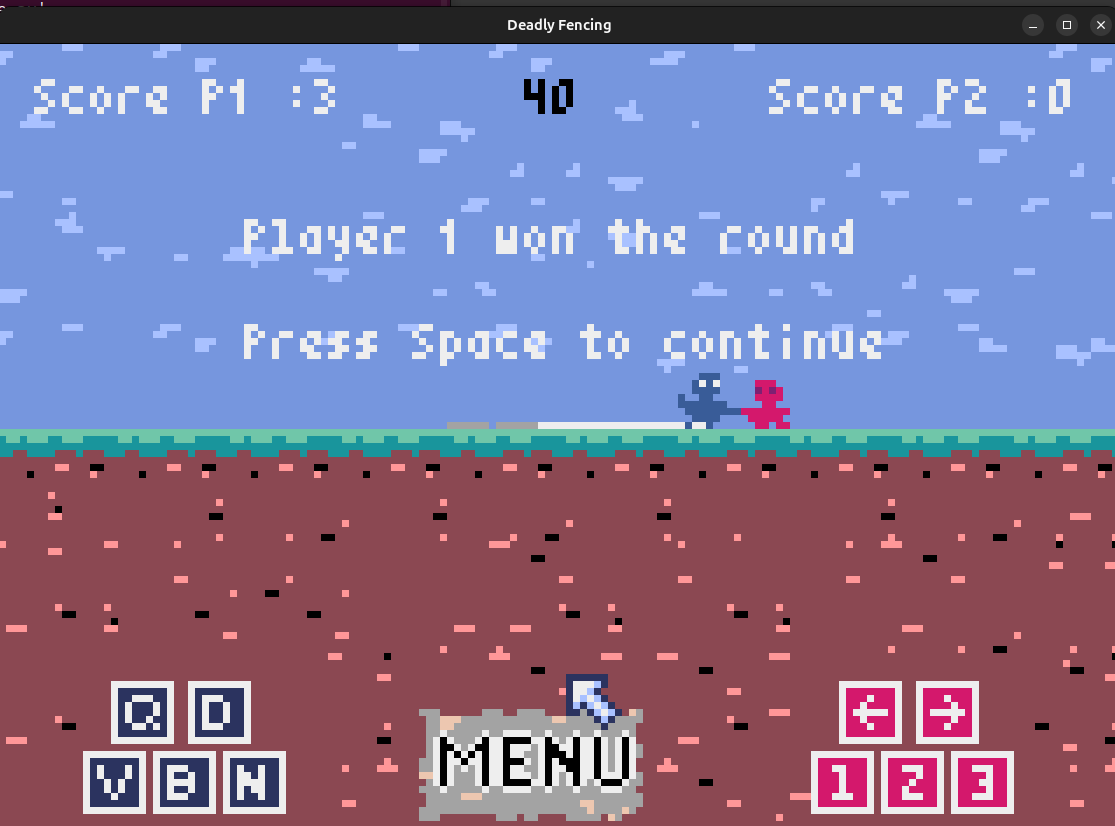 Deadly Fencing
Score P1 :3
40
Score P2 :0
Player 1 won the round
Press Space to continue
Q D
← →
V B N
MENU
1 2 3